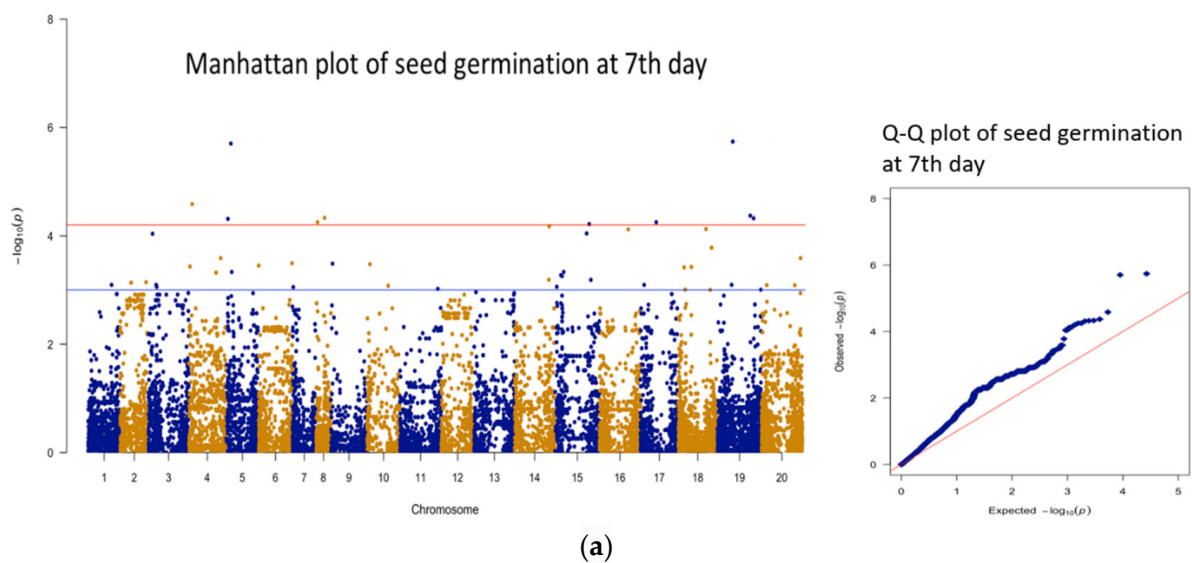 Manhattan plot of seed germination at 7th day
8
6
4
2
0
−log₁₀(p)
1 2 3 4 5 6 7 8 9 10 11 12 13 14 15 16 17 18 19 20
Chromosome
Q-Q plot of seed germination
at 7th day
8
6
4
2
0
Observed −log₁₀(p)
0 1 2 3 4 5
Expected −log₁₀(p)
(a)